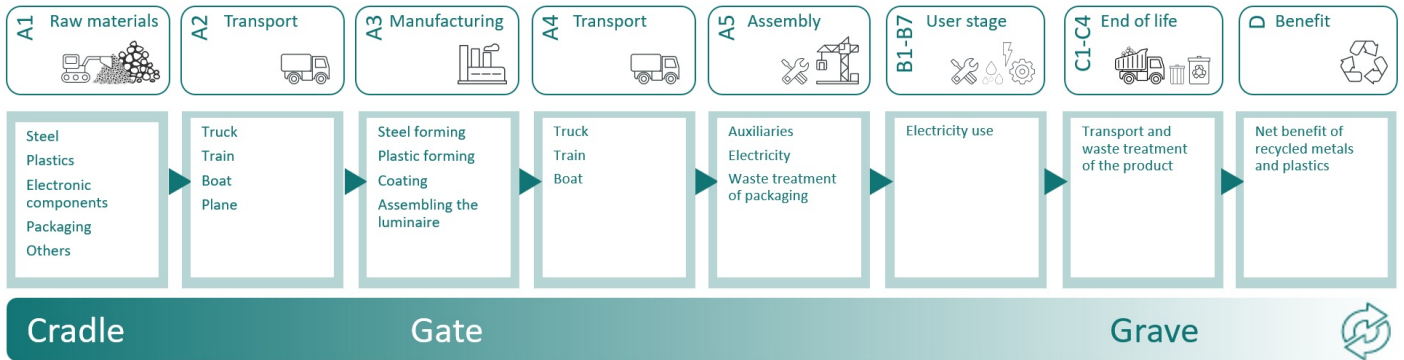 A1 Raw materials
A2 Transport
A3 Manufacturing
A4 Transport
A5 Assembly
B1-B7 User stage
C1-C4 End of life
D Benefit
Steel
Plastics
Electronic
components
Packaging
Others
Truck
Train
Boat
Plane
Steel forming
Plastic forming
Coating
Assembling the
luminaire
Truck
Train
Boat
Auxiliaries
Electricity
Waste treatment
of packaging
Electricity use
Transport and
waste treatment
of the product
Net benefit of
recycled metals
and plastics
Cradle
Gate
Grave